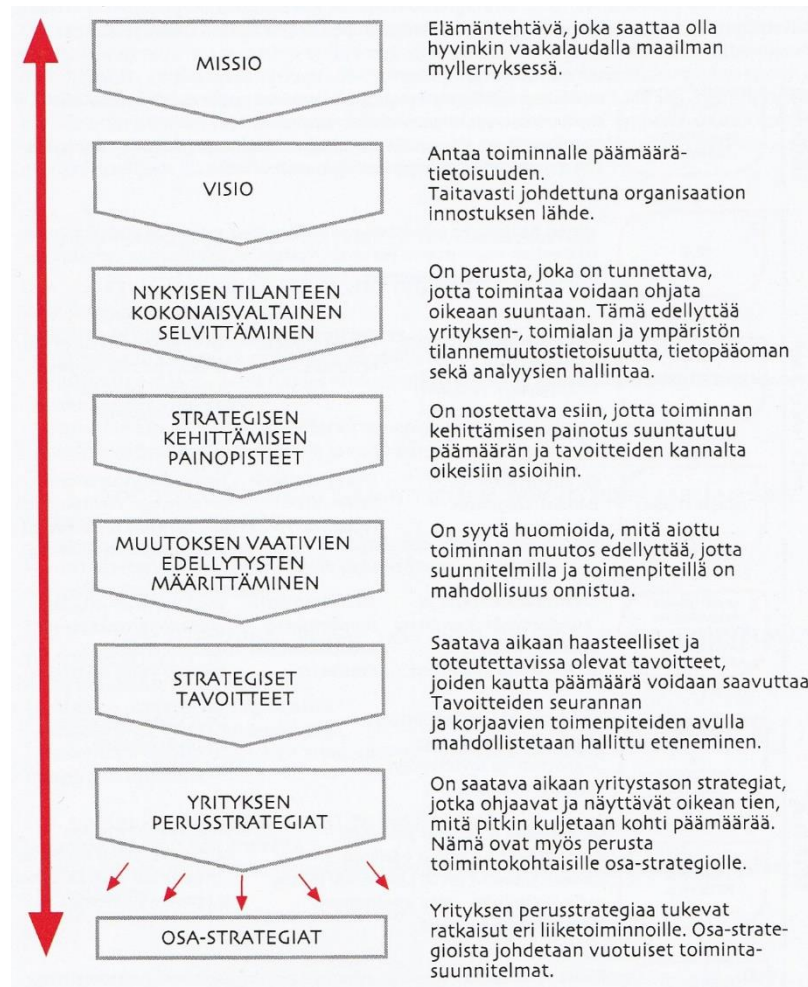 MISSIO
Elämäntehtävä, joka saattaa olla
hyvinkin vaakalaudalla maailman
myllerryksessä.
VISIO
Antaa toiminnalle päämäärä-
tietoisuuden.
Taitavasti johdettuna organisaation
innostuksen lähde.
NYKYISEN TILANTEEN
KOKONAISVALTAINEN
SELVITTÄMINEN
On perusta, joka on tunnettava,
jotta toimintaa voidaan ohjata
oikeaan suuntaan. Tämä edellyttää
yrityksen-, toimialan ja ympäristön
tilannemuutostietoisuutta, tietopääoman
sekä analyysien hallintaa.
STRATEGISEN
KEHITTÄMISEN
PAINOPISTEET
On nostettava esiin, jotta toiminnan
kehittämisen painotus suuntautuu
päämäärän ja tavoitteiden kannalta
oikeisiin asioihin.
MUUTOKSEN VAATIVIEN
EDELLYTYSTEN
MÄÄRITTÄMINEN
On syytä huomioida, mitä aiottu
toiminnan muutos edellyttää, jotta
suunnitelmilla ja toimenpiteillä on
mahdollisuus onnistua.
STRATEGISET
TAVOITTEET
Saatava aikaan haasteelliset ja
toteutettavissa olevat tavoitteet,
joiden kautta päämäärä voidaan saavuttaa
Tavoitteiden seurannan
ja korjaavien toimenpiteiden avulla
mahdollistetaan hallittu eteneminen.
YRITYKSEN
PERUSSTRATEGIAT
On saatava aikaan yritystason strategiat,
jotka ohjaavat ja näyttävät oikean tien,
mitä pitkin kuljetaan kohti päämäärää.
Nämä ovat myös perusta
toimintokohtaisille osa-strategiolle.
OSA-STRATEGIAT
Yrityksen perusstrategiaa tukevat
ratkaisut eri liiketoiminnoille. Osa-strate-
gioista johdetaan vuotuiset toiminta-
suunnitelmat.